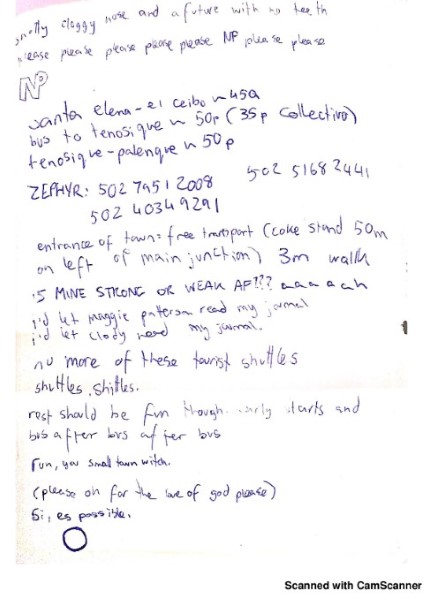 snotty cloggy nose and a future with no teeth
please please please please please NP please please
NP
santa elena - el ceibo ~ 45q
bus to tenosique ~ 50p (35p collectivo)
tenosique - palenque ~ 50p
502 5168 2441
ZEPHYR: 502 7951 2008
502 4034 9291
entrance of town = free transport (coke stand 50m
on left of main junction) 3m walk
IS MINE STRONG OR WEAK AF??? aaaaah
i'd let maggie patterson read my journal
i'd let clody read my journal.
no more of these tourist shuttles
shuttles. shittles.
rest should be fun though. early starts and
bus after bus after bus
run, you small town witch.
(please oh for the love of god please)
Si, es possible.
Scanned with CamScanner